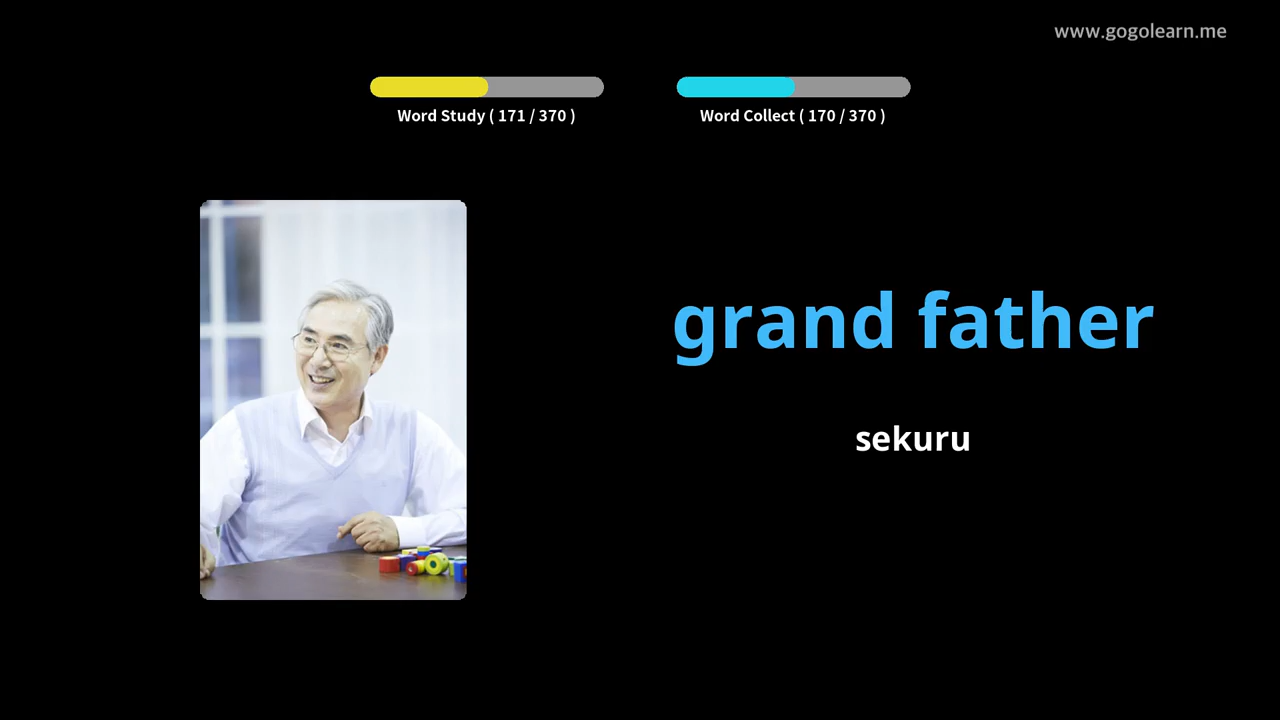 www.gogolearn.me
Word Study ( 171 / 370 )
Word Collect ( 170 / 370 )
grand father
sekuru